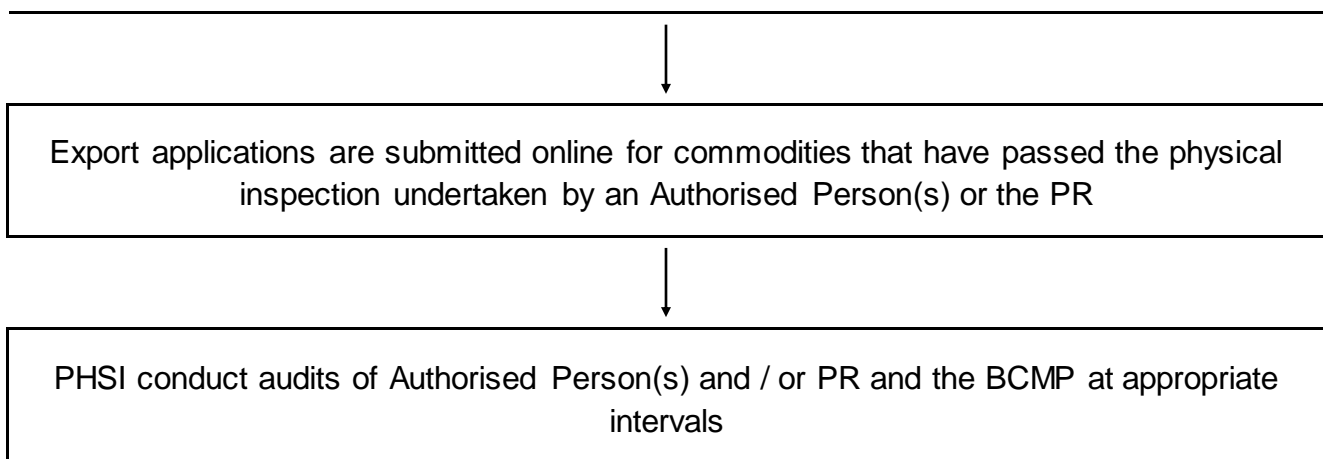 Export applications are submitted online for commodities that have passed the physical
inspection undertaken by an Authorised Person(s) or the PR
PHSI conduct audits of Authorised Person(s) and / or PR and the BCMP at appropriate
intervals